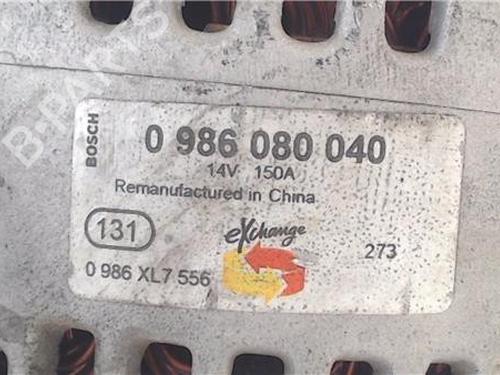 B-PARTS
BOSCH
0 986 080 040
14V 150A
Remanufactured in China
131
eXchange
273
0 986 XL7 556